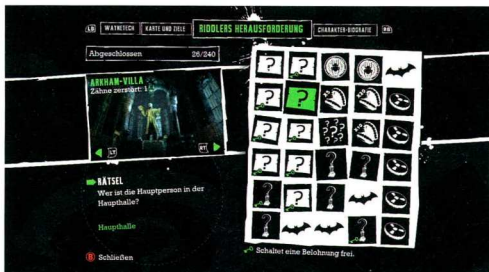 LB WAYNETECH KARTE UND ZIELE RIDDLERS HERAUSFORDERUNG CHARAKTER-BIOGRAFIE RB
Abgeschlossen 26/240
ARKHAM-VILLA
Zähne zerstört: 1
LT RT
RÄTSEL
Wer ist die Hauptperson in der
Haupthalle?
Haupthalle
B Schließen
Schaltet eine Belohnung frei.